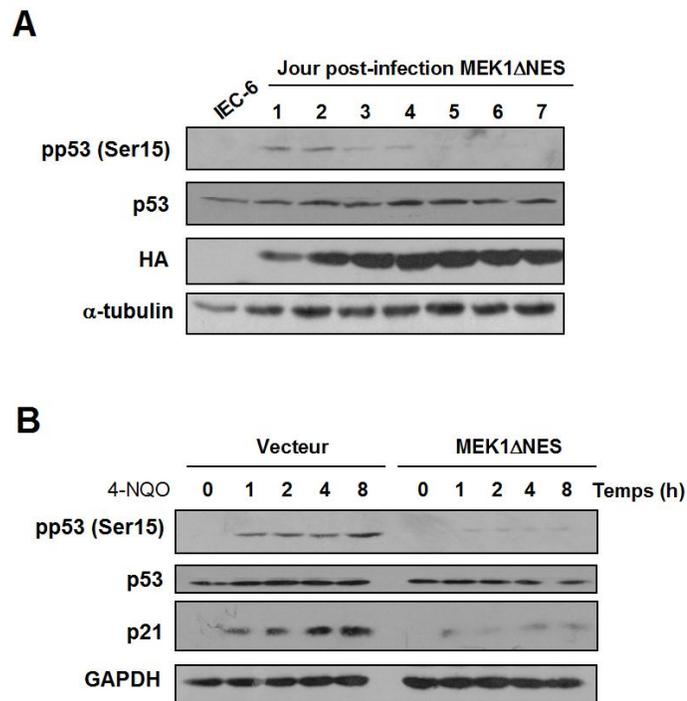 A
Jour post-infection MEK1ΔNES
IEC-6 1 2 3 4 5 6 7
pp53 (Ser15)
p53
HA
α-tubulin
B
Vecteur MEK1ΔNES
4-NQO 0 1 2 4 8 0 1 2 4 8 Temps (h)
pp53 (Ser15)
p53
p21
GAPDH